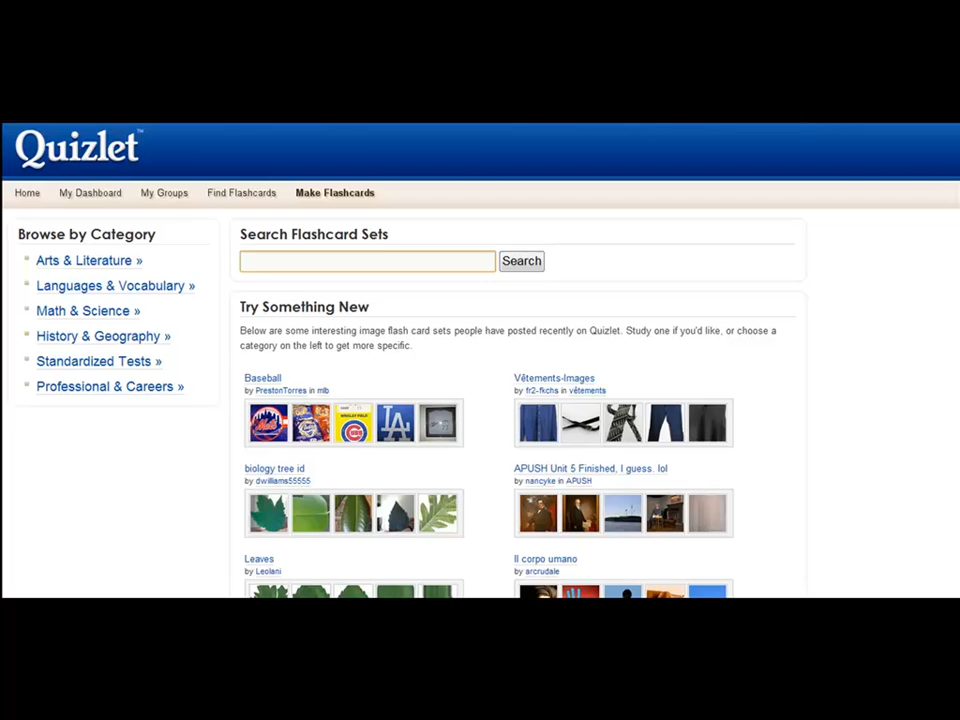 Quizlet™
Home My Dashboard My Groups Find Flashcards Make Flashcards
Browse by Category
Arts & Literature »
Languages & Vocabulary »
Math & Science »
History & Geography »
Standardized Tests »
Professional & Careers »
Search Flashcard Sets
Search
Try Something New
Below are some interesting image flash card sets people have posted recently on Quizlet. Study one if you'd like, or choose a
category on the left to get more specific.
Baseball
by PrestonTorres in mlb
Mets
WRIGLEY FIELD
LA
Vêtements-Images
by fr2-fkchs in vêtements
biology tree id
by dwilliams55555
APUSH Unit 5 Finished, I guess. lol
by nancyke in APUSH
Leaves
by Leolani
Il corpo umano
by arcrudale